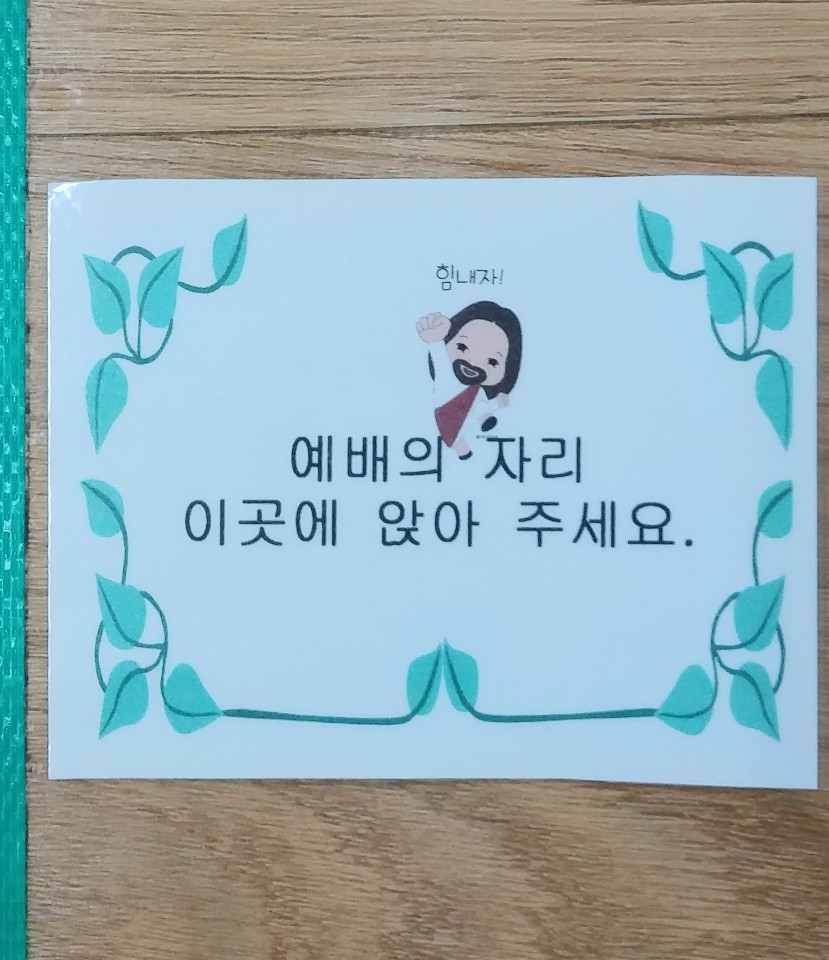 힘내자!
예배의 자리
이곳에 앉아 주세요.